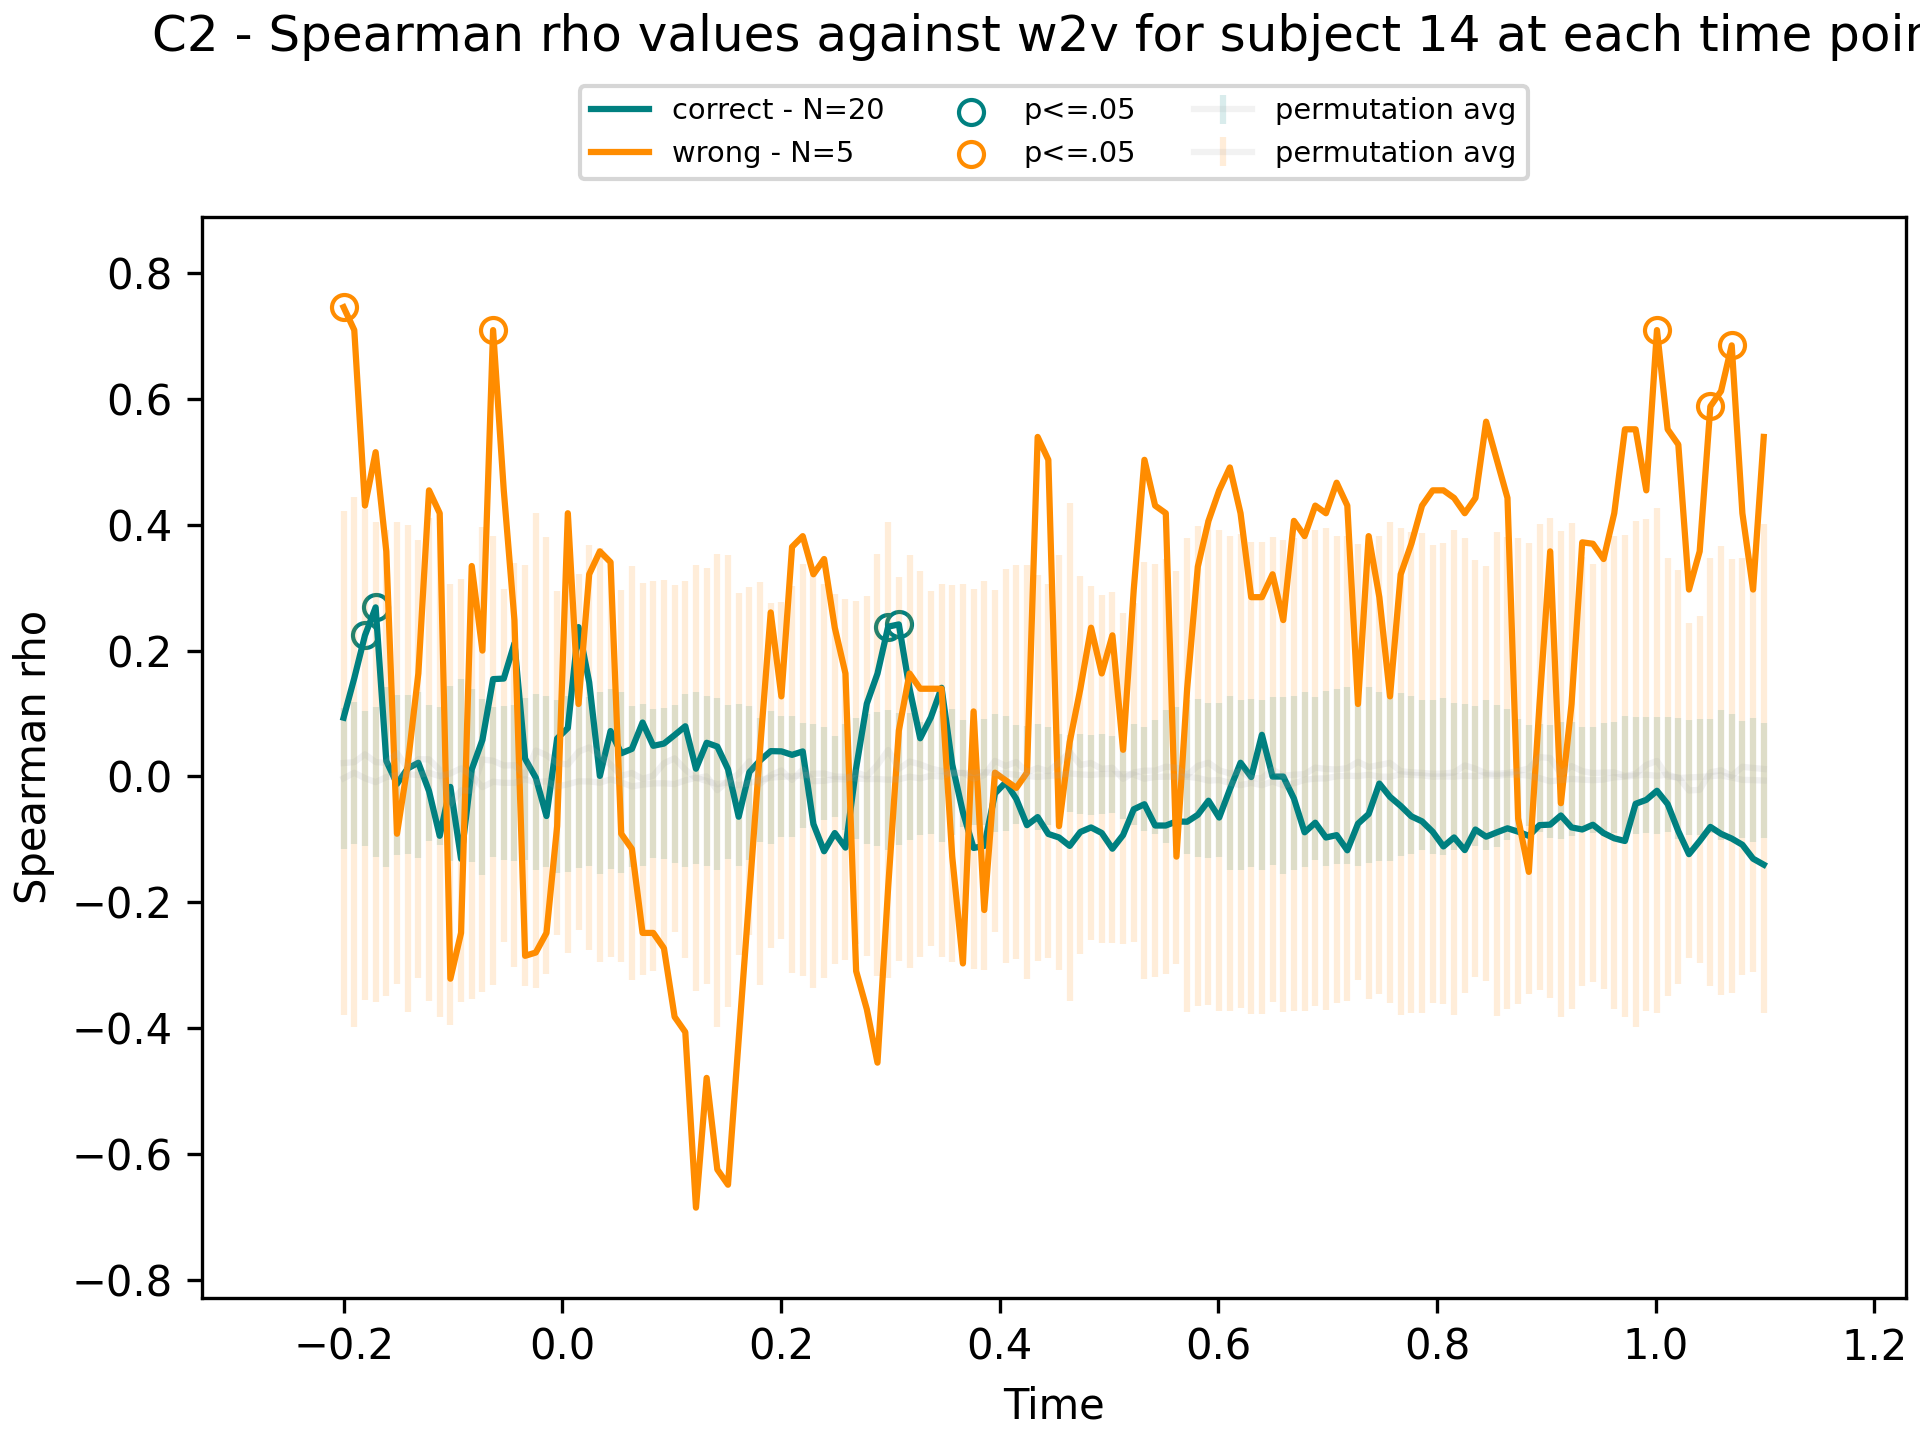 C2 - Spearman rho values against w2v for subject 14 at each time poin
correct - N=20
wrong - N=5
p<=.05
p<=.05
permutation avg
permutation avg
Spearman rho
0.8
0.6
0.4
0.2
0.0
−0.2
−0.4
−0.6
−0.8
−0.2
0.0
0.2
0.4
0.6
0.8
1.0
1.2
Time